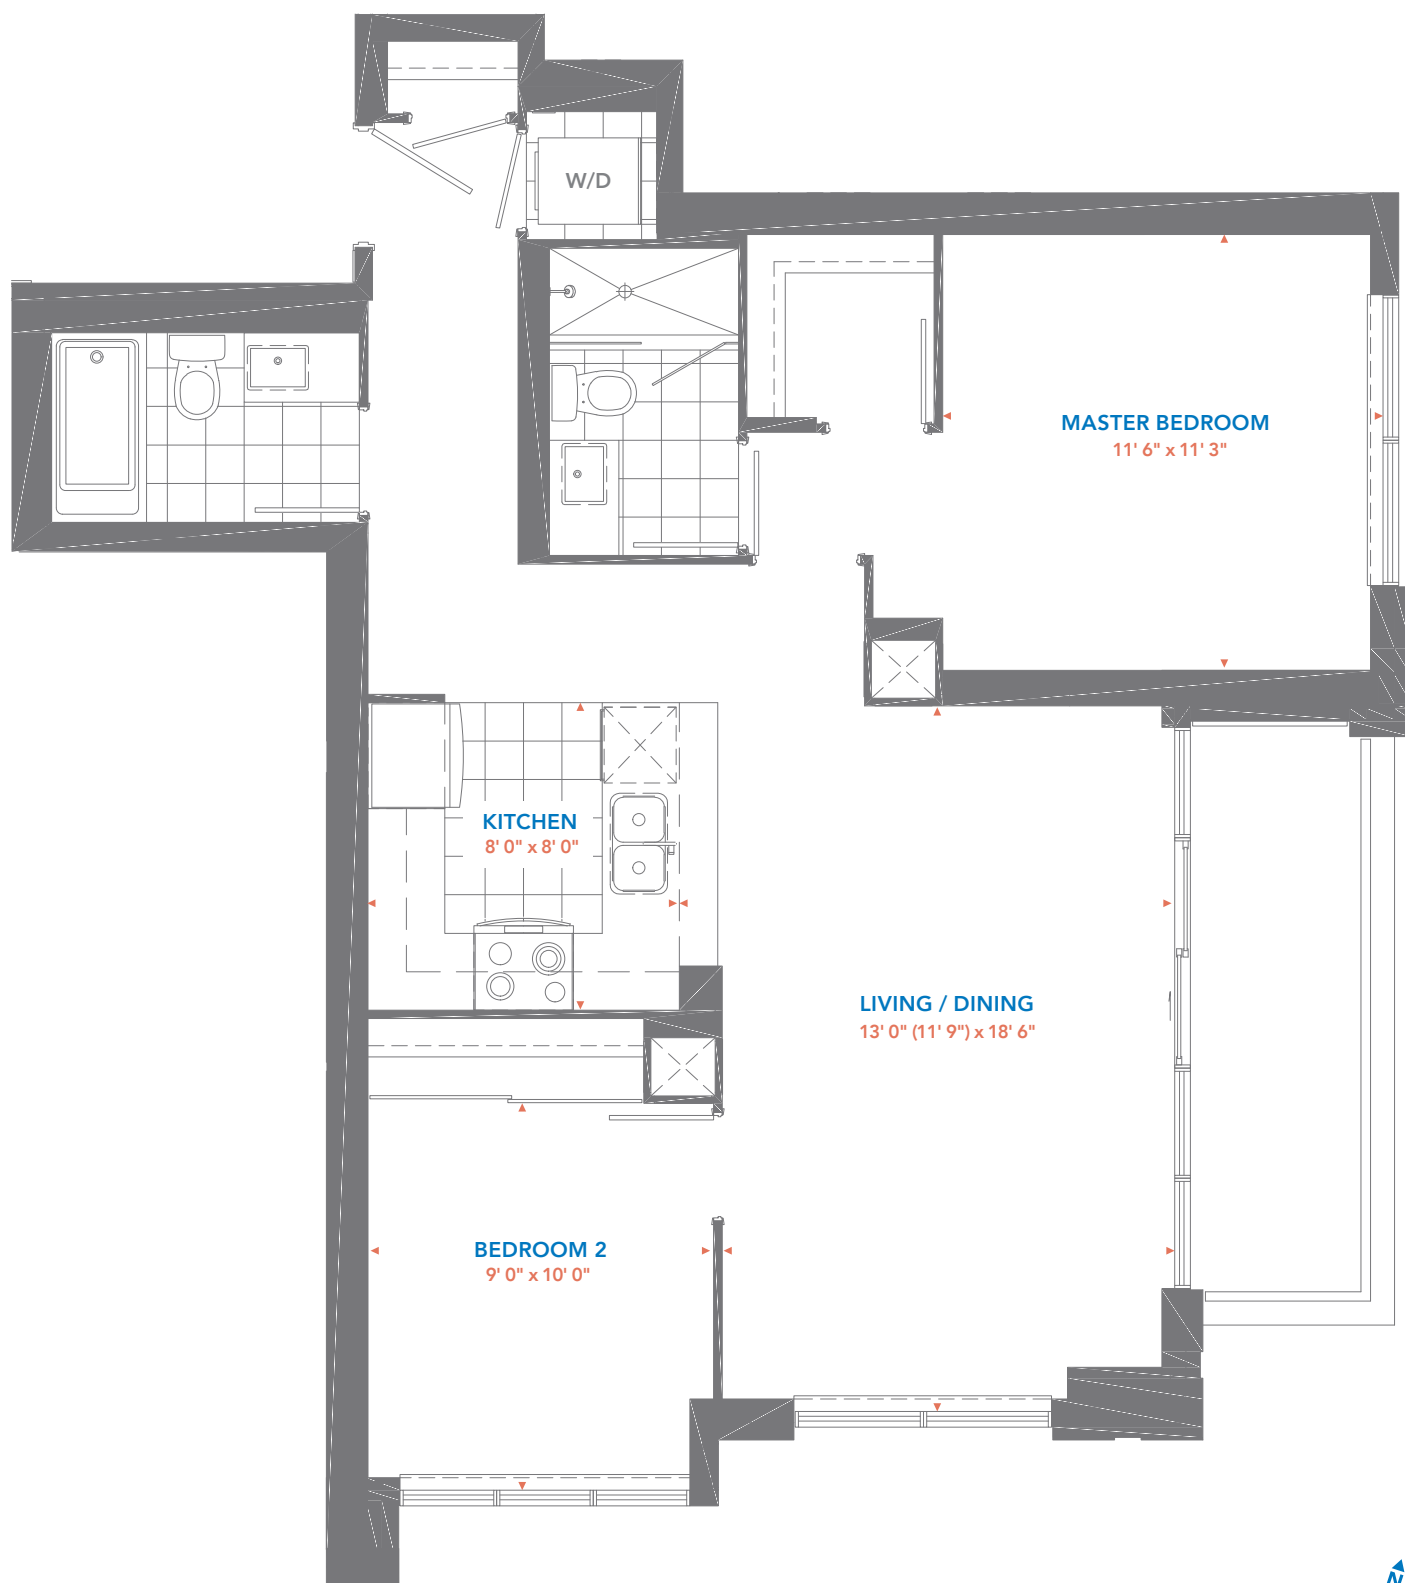 W/D
MASTER BEDROOM
11' 6" x 11' 3"
KITCHEN
8' 0" x 8' 0"
LIVING / DINING
13' 0" (11' 9") x 18' 6"
BEDROOM 2
9' 0" x 10' 0"
N